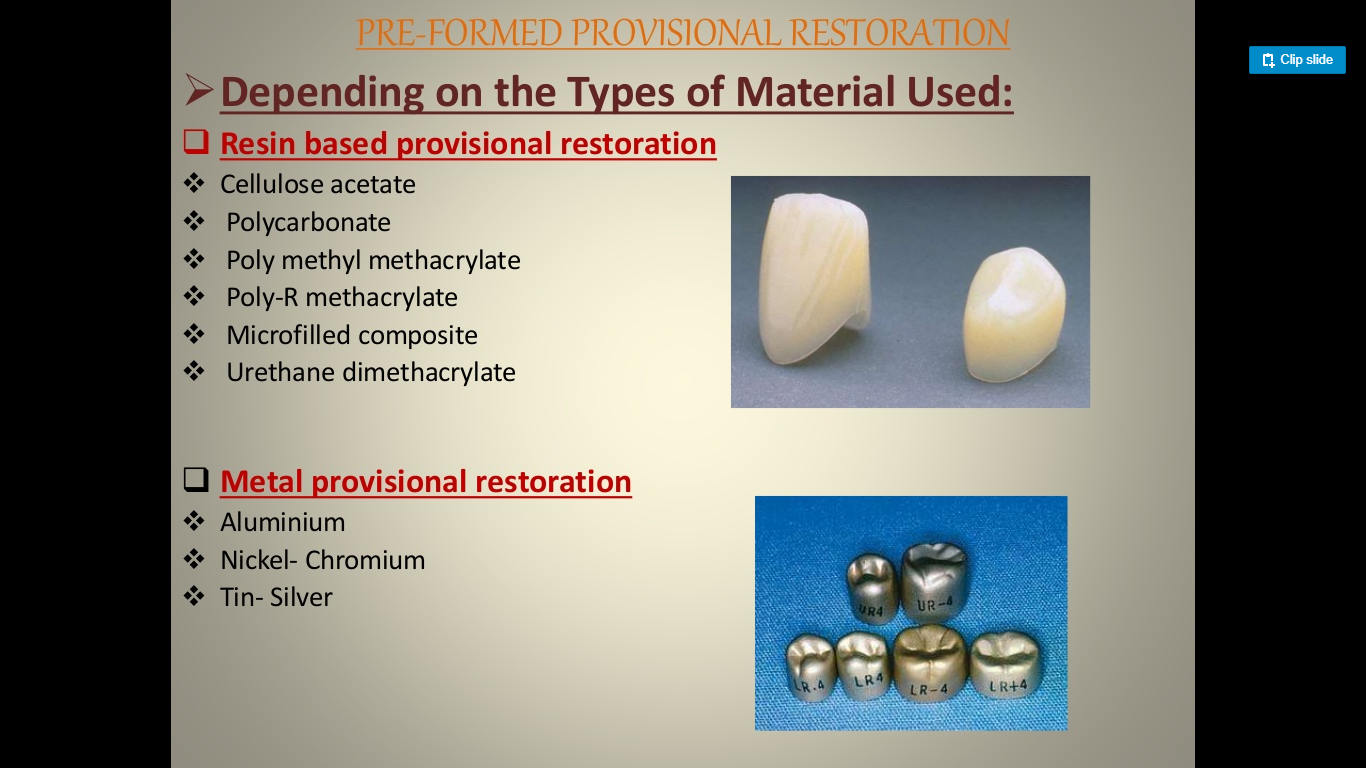 PRE-FORMED PROVISIONAL RESTORATION
Clip slide
Depending on the Types of Material Used:
Resin based provisional restoration
Cellulose acetate
Polycarbonate
Poly methyl methacrylate
Poly-R methacrylate
Microfilled composite
Urethane dimethacrylate
Metal provisional restoration
Aluminium
Nickel- Chromium
Tin- Silver
UR4 UR-4
LR.4 LR4 LR-4 LR+4